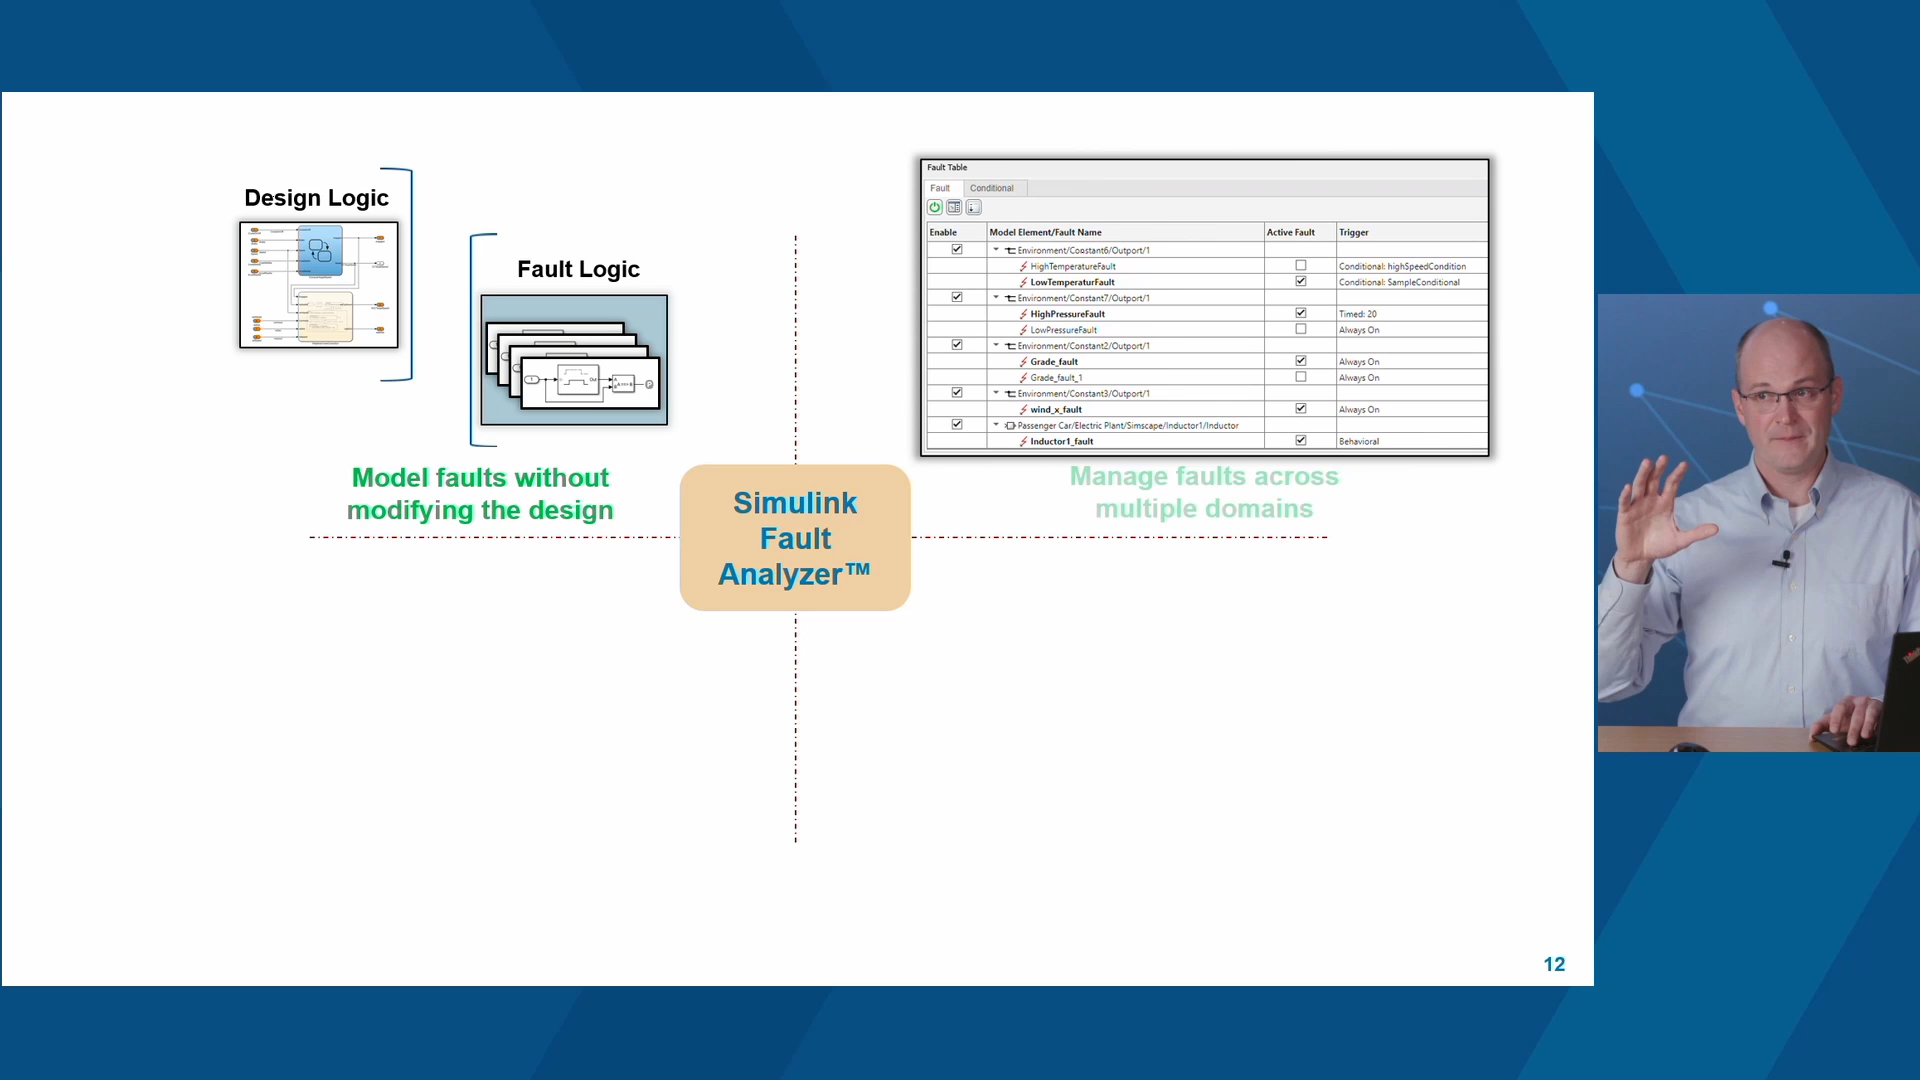 Design Logic
Fault Logic
Model faults without
modifying the design
Simulink
Fault
Analyzer™
Fault Table
Fault Conditional
Enable Model Element/Fault Name Active Fault Trigger
Environment/Constant6/Outport/1
HighTemperatureFault Conditional: highSpeedCondition
LowTemperaturFault Conditional: SampleConditional
Environment/Constant7/Outport/1
HighPressureFault Timed: 20
LowPressureFault Always On
Environment/Constant2/Outport/1
Grade_fault Always On
Grade_fault_1 Always On
Environment/Constant3/Outport/1
wind_x_fault Always On
Passenger Car/Electric Plant/Simscape/Inductor1/Inductor
Inductor1_fault Behavioral
Manage faults across
multiple domains
12